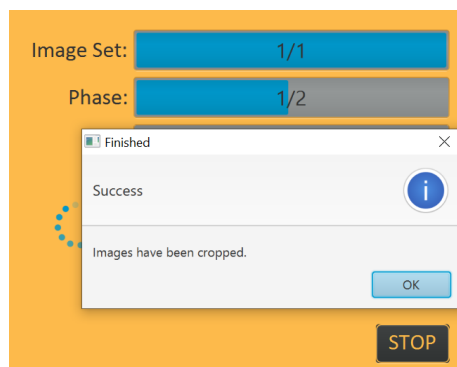 Image Set: 1/1
Phase: 1/2
Finished
Success
Images have been cropped.
OK
STOP